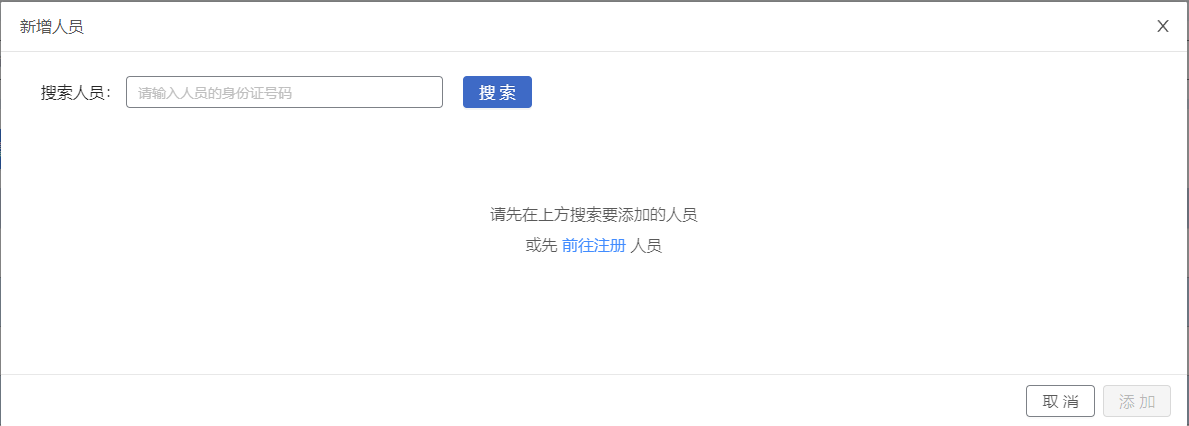 新增人员
搜索人员： 请输入人员的身份证号码 搜 索
请先在上方搜索要添加的人员
或先 前往注册 人员
取 消 添 加